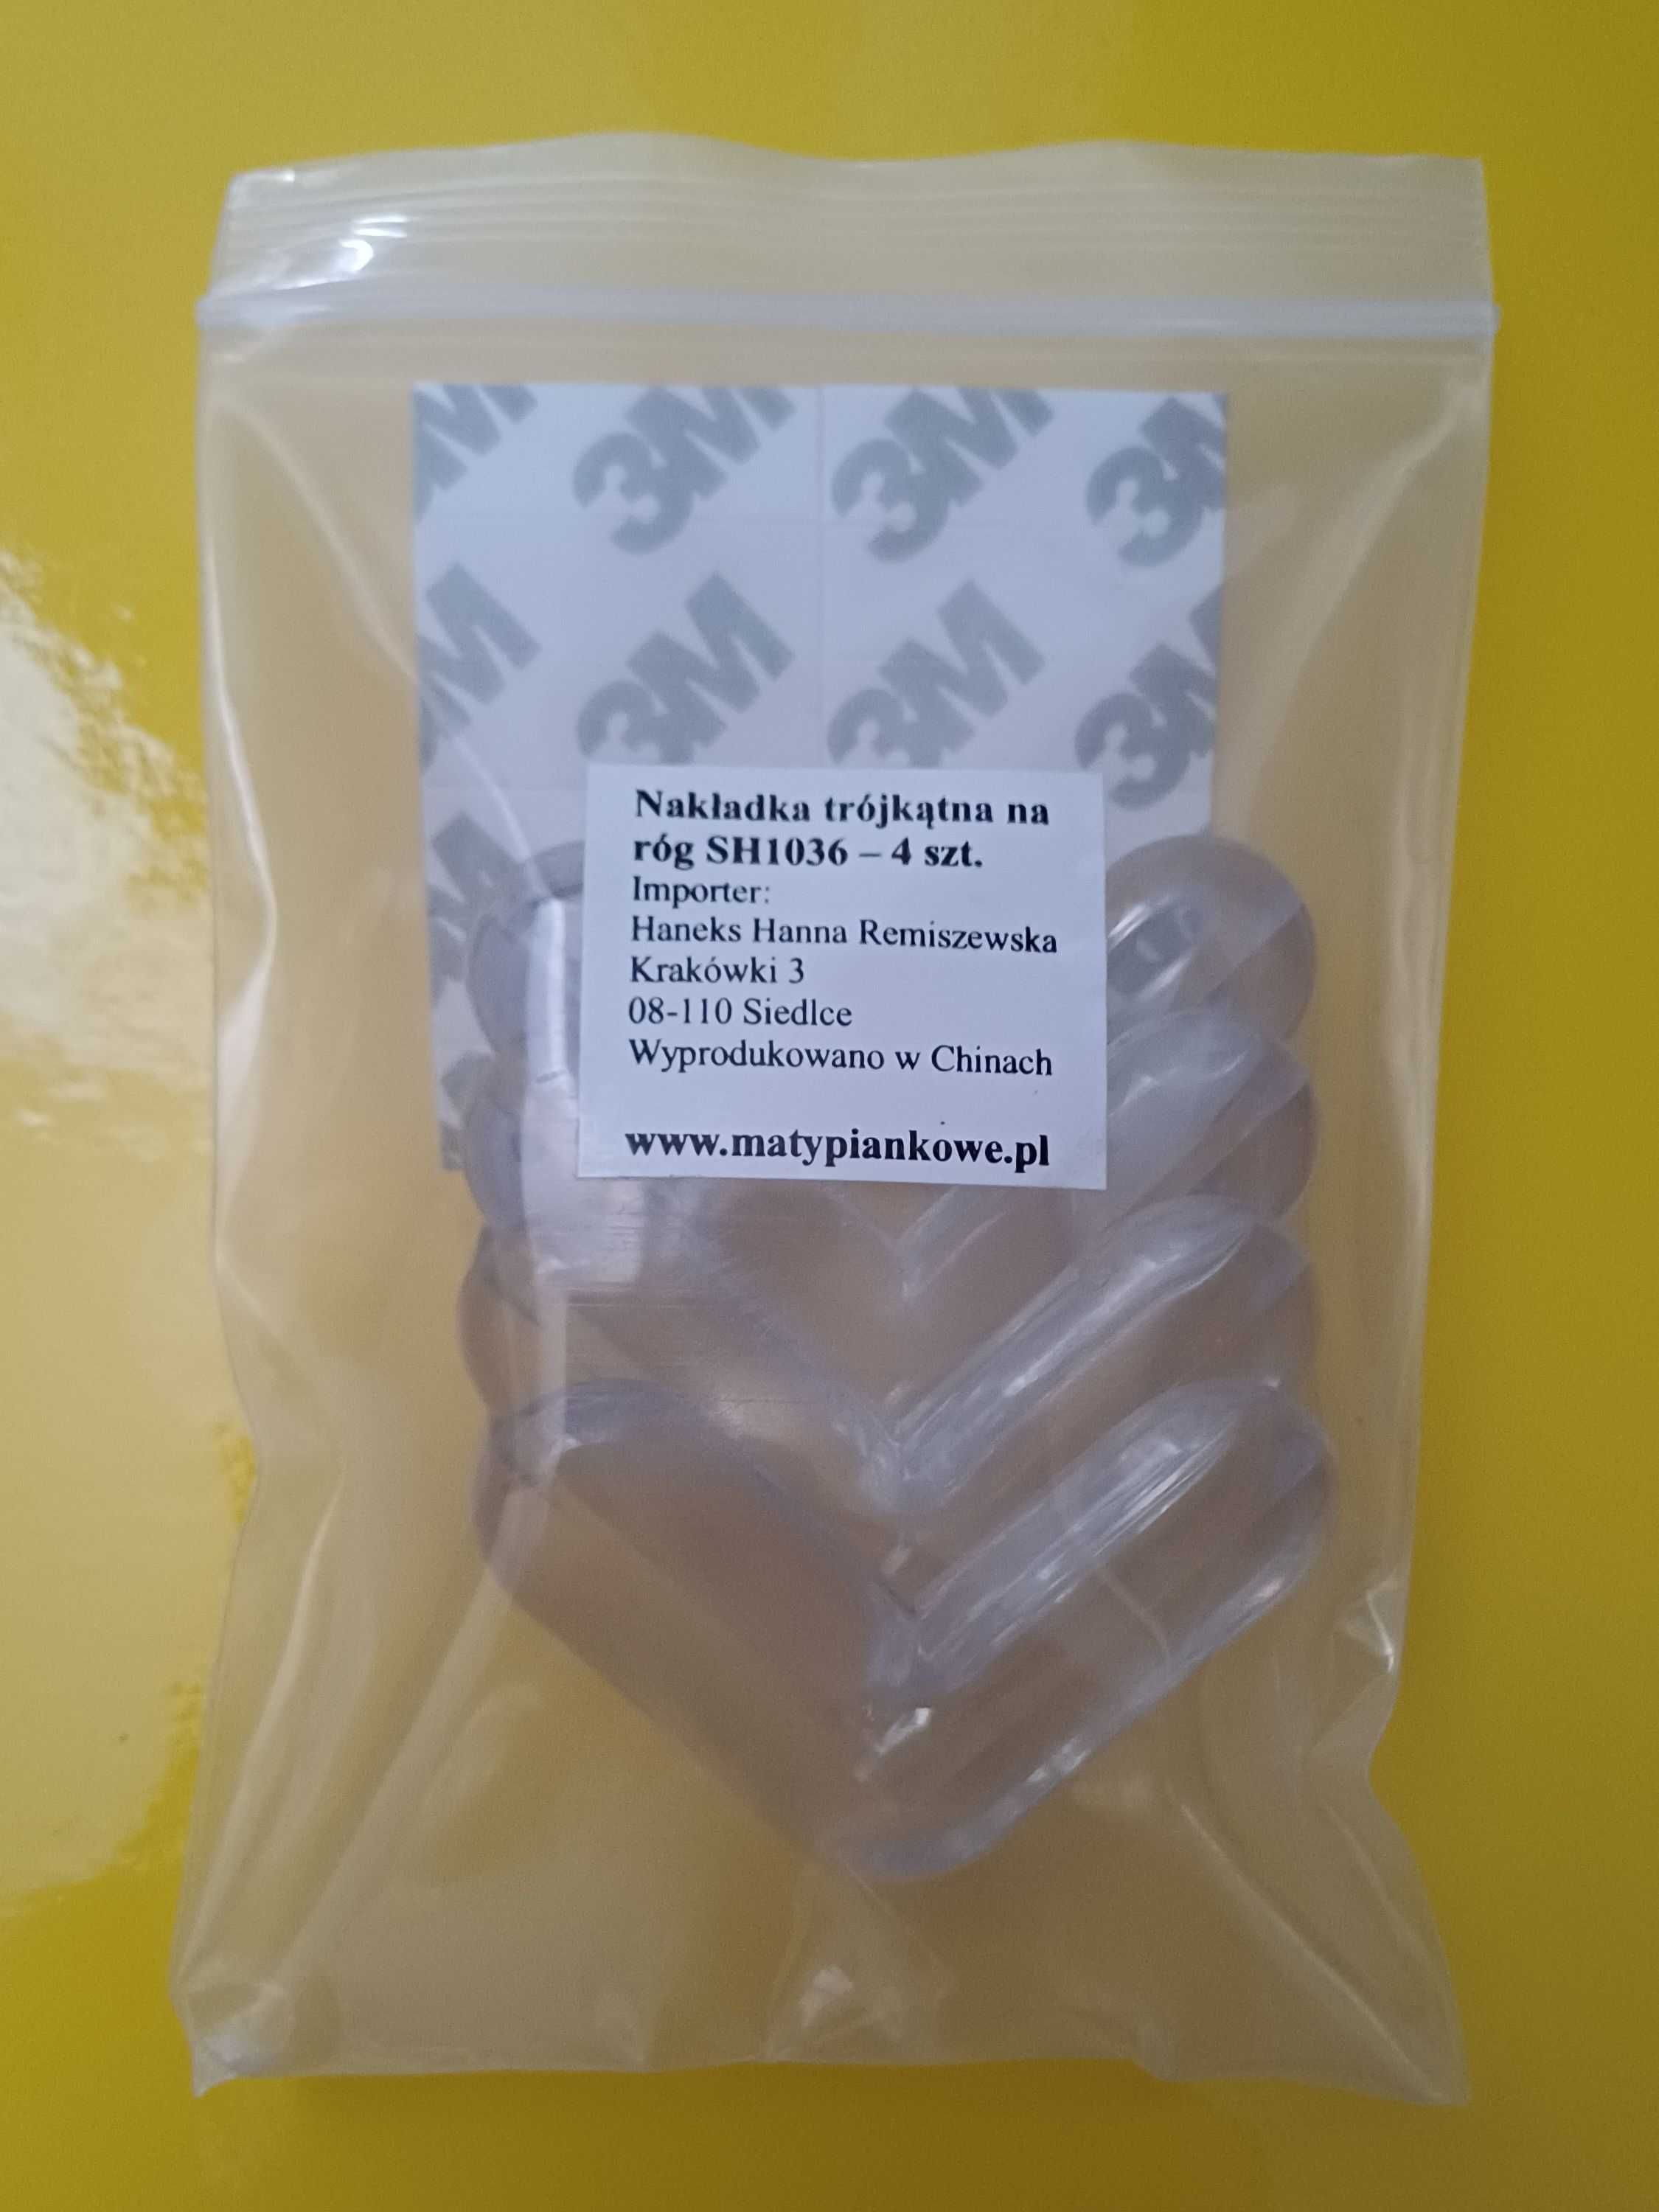 3M 3M 3M
3M 3M 3M
Nakładka trójkątna na
róg SH1036 – 4 szt.
Importer:
Haneks Hanna Remiszewska
Krakówki 3
08-110 Siedlce
Wyprodukowano w Chinach
www.matypiankowe.pl